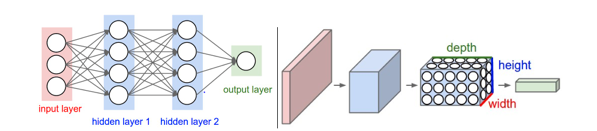 input layer
hidden layer 1
hidden layer 2
output layer
depth
height
width